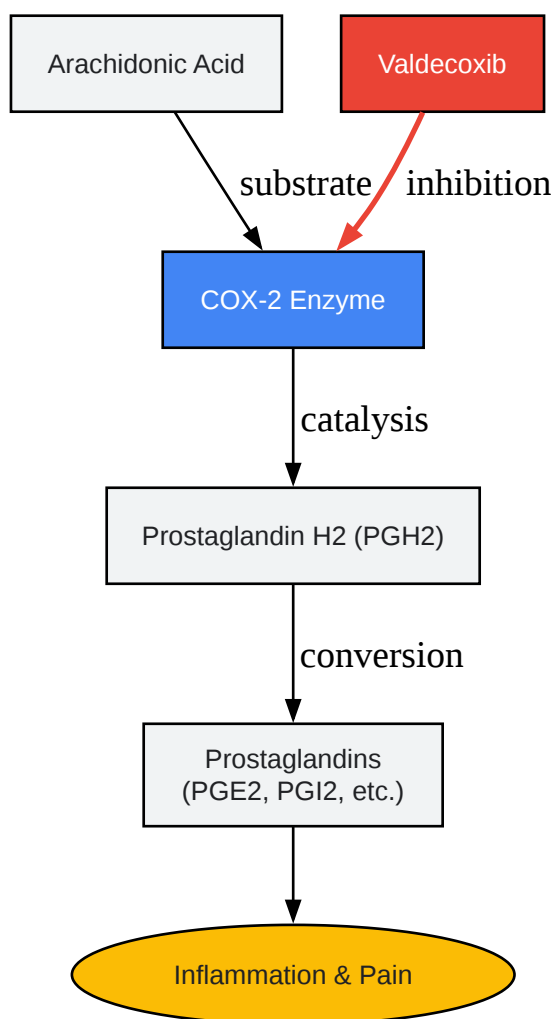 Arachidonic Acid
Valdecoxib
substrate
inhibition
COX-2 Enzyme
catalysis
Prostaglandin H2 (PGH2)
conversion
Prostaglandins
(PGE2, PGI2, etc.)
Inflammation & Pain